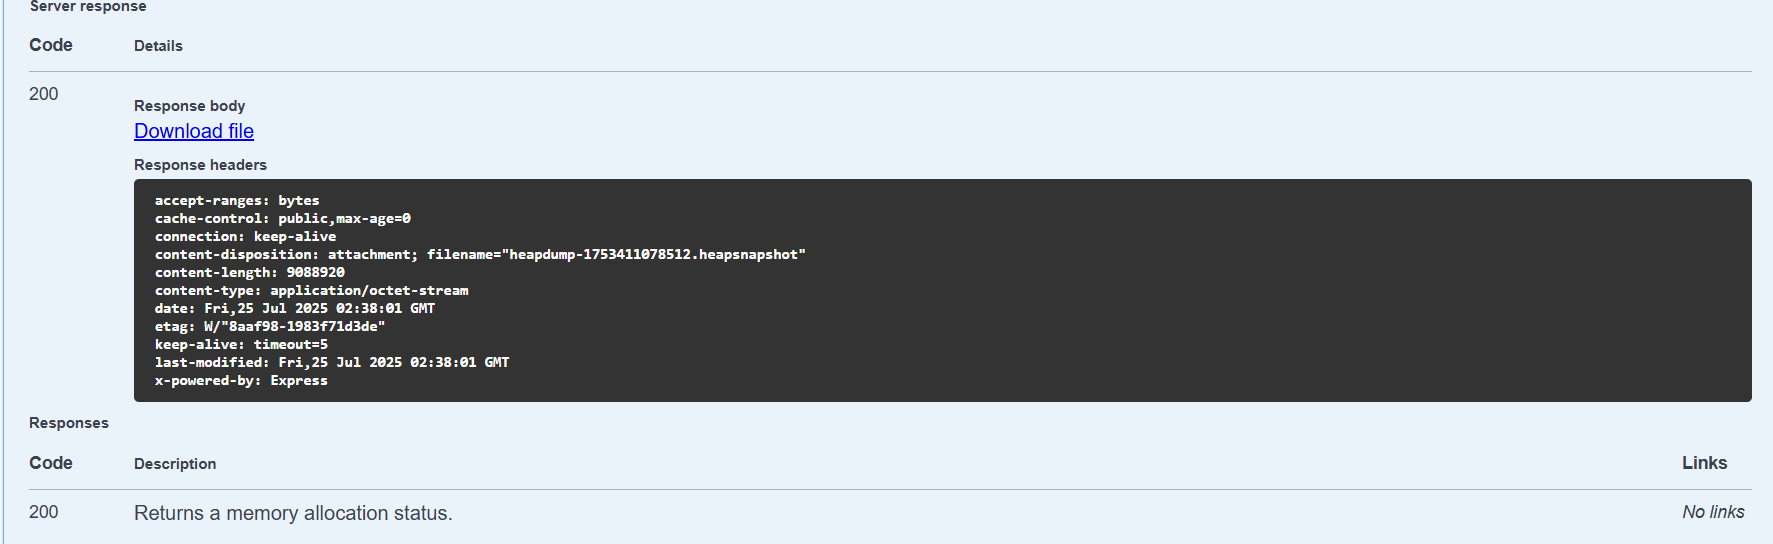 Server response
Code Details
200
Response body
Download file
Response headers
accept-ranges: bytes
cache-control: public,max-age=0
connection: keep-alive
content-disposition: attachment; filename="heapdump-1753411078512.heapsnapshot"
content-length: 9088920
content-type: application/octet-stream
date: Fri,25 Jul 2025 02:38:01 GMT
etag: W/"8aaf98-1983f71d3de"
keep-alive: timeout=5
last-modified: Fri,25 Jul 2025 02:38:01 GMT
x-powered-by: Express
Responses
Code Description Links
200 Returns a memory allocation status. No links